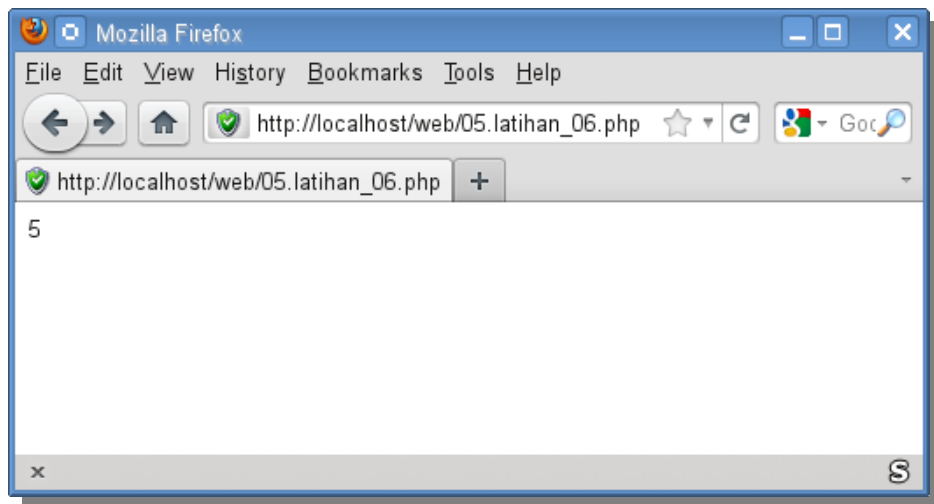 Mozilla Firefox
File Edit View History Bookmarks Tools Help
http://localhost/web/05.latihan_06.php Goo
http://localhost/web/05.latihan_06.php +
5
x S